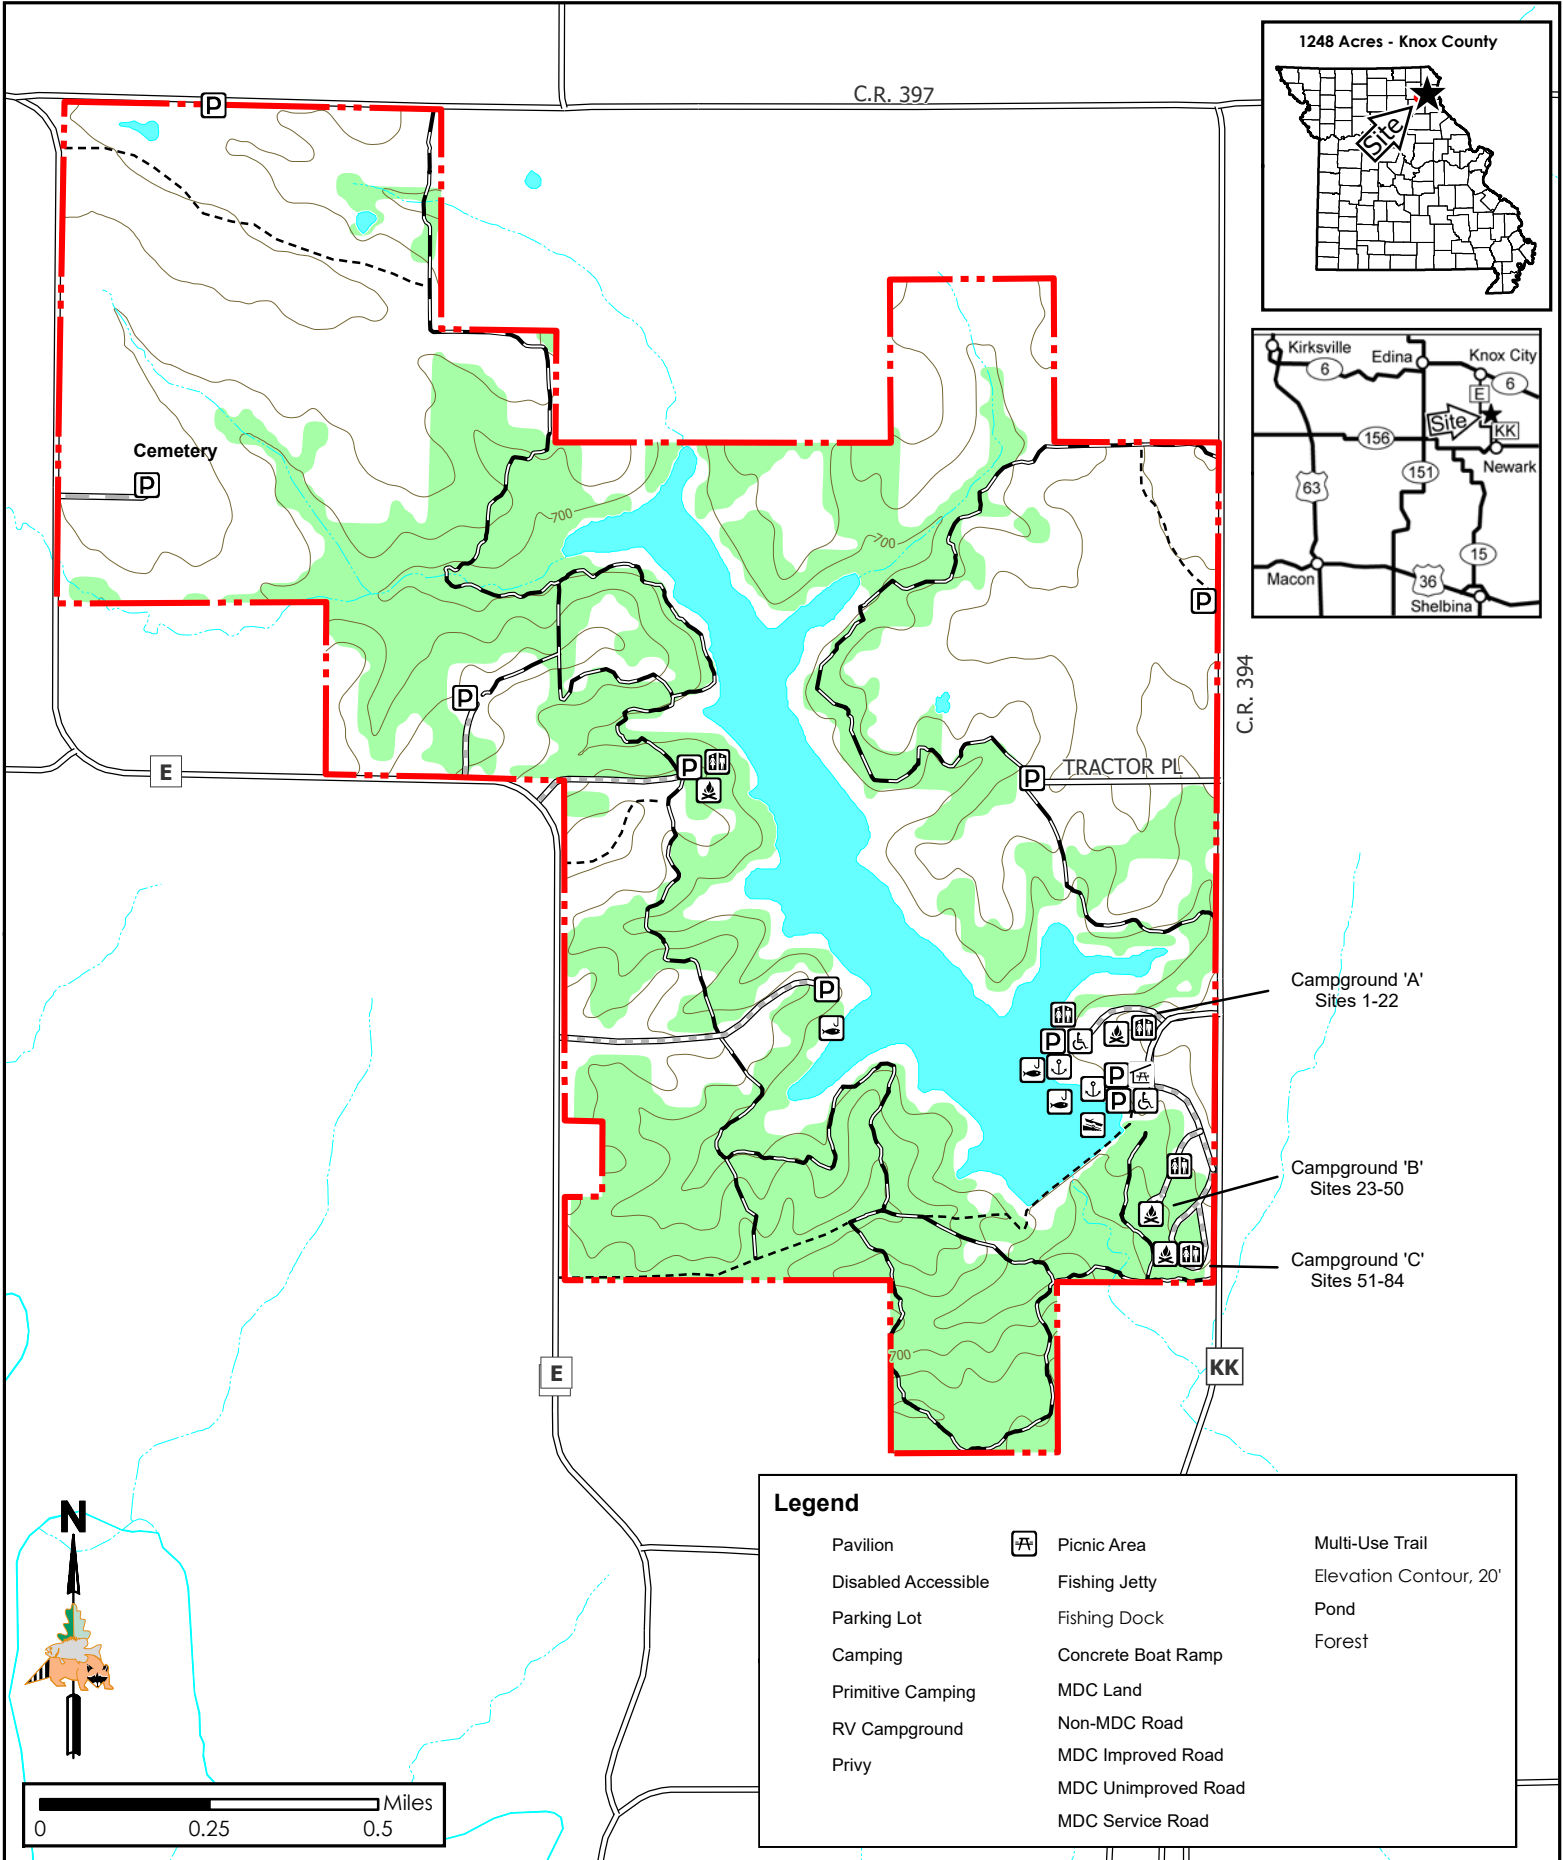 1248 Acres - Knox County
Site
C.R. 397
P
Kirksville
Edina
Knox City
6
6
E
Site
KK
156
Newark
151
63
15
Macon
36
Shelbina
Cemetery
P
700
700
P
C.R. 394
P
E
P
P
TRACTOR PL
P
Campground 'A'
Sites 1-22
P
P
P
Campground 'B'
Sites 23-50
Campground 'C'
Sites 51-84
700
E
KK
N
Legend
Pavilion
Disabled Accessible
Parking Lot
Camping
Primitive Camping
RV Campground
Privy
Picnic Area
Fishing Jetty
Fishing Dock
Concrete Boat Ramp
MDC Land
Non-MDC Road
MDC Improved Road
MDC Unimproved Road
MDC Service Road
Multi-Use Trail
Elevation Contour, 20'
Pond
Forest
Miles
0 0.25 0.5